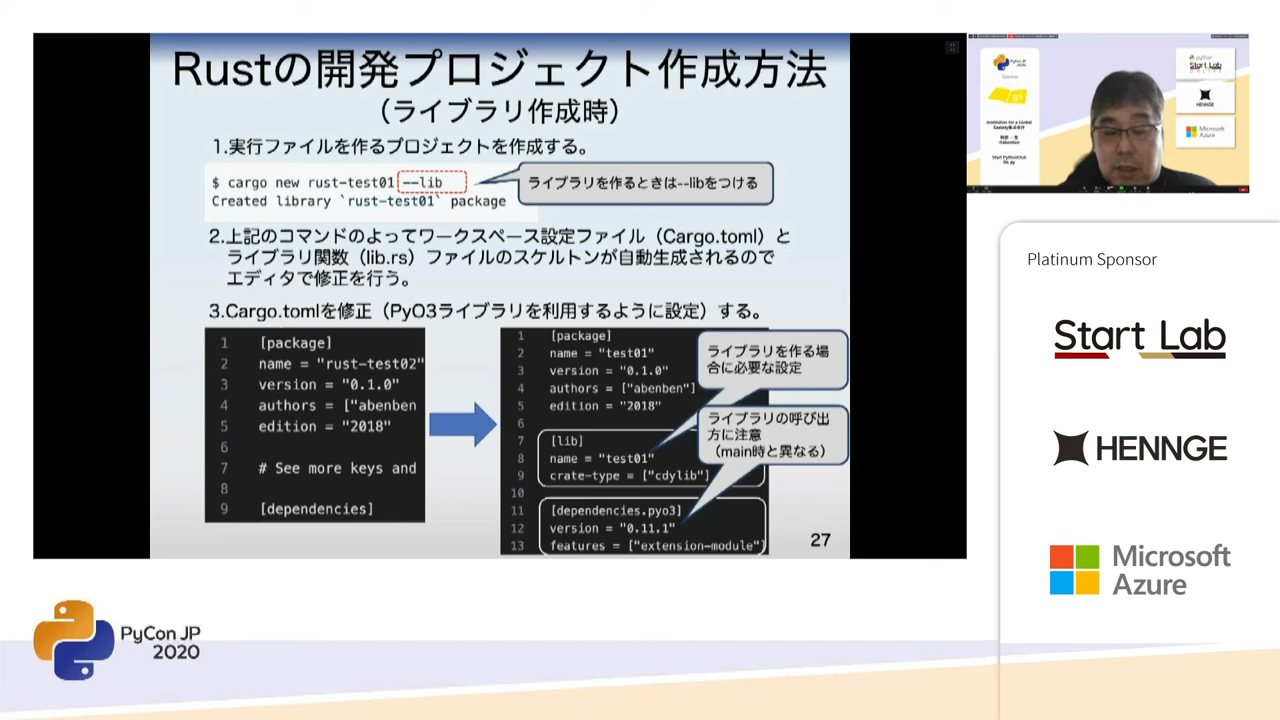 Rustの開発プロジェクト作成方法
(ライブラリ作成時)
1.実行ファイルを作るプロジェクトを作成する。
$ cargo new rust-test01 --lib
Created library `rust-test01` package
ライブラリを作るときは--libをつける
2.上記のコマンドのよってワークスペース設定ファイル（Cargo.toml）と
ライブラリ関数（lib.rs）ファイルのスケルトンが自動生成されるので
エディタで修正を行う。
3.Cargo.tomlを修正（PyO3ライブラリを利用するように設定）する。
1 [package]
2 name = "rust-test02"
3 version = "0.1.0"
4 authors = ["abenben
5 edition = "2018"
6
7 # See more keys and
8
9 [dependencies]
1 [package]
2 name = "test01"
3 version = "0.1.0"
4 authors = ["abenben"]
5 edition = "2018"
6
7 [lib]
8 name = "test01"
9 crate-type = ["cdylib"]
10
11 [dependencies.pyo3]
12 version = "0.11.1"
13 features = ["extension-module"]
ライブラリを作る場
合に必要な設定
ライブラリの呼び出
方に注意
（main時と異なる）
27
PyCon JP
2020
python
Start Lab
HENNGE
Microsoft
Azure
Platinum Sponsor
Start Lab
HENNGE
Microsoft
Azure
PyCon JP
2020